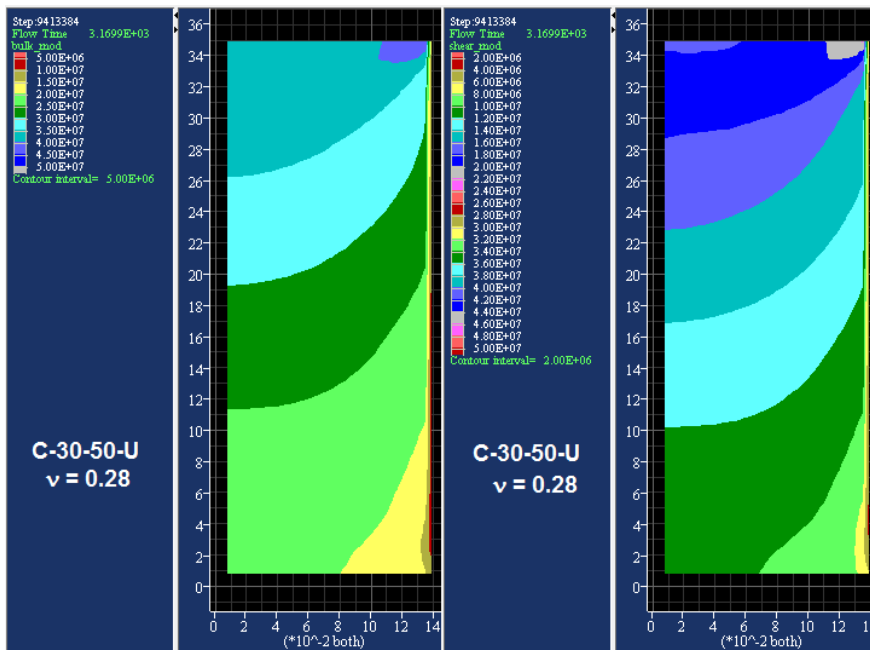 Step:9413384
Flow Time 3.1699E+03
bulk_mod
5.00E+06
1.00E+07
1.50E+07
2.00E+07
2.50E+07
3.00E+07
3.50E+07
4.00E+07
4.50E+07
5.00E+07
Contour interval= 5.00E+06
C-30-50-U
ν = 0.28
36
34
32
30
28
26
24
22
20
18
16
14
12
10
8
6
4
2
0
0 2 4 6 8 10 12 14
(*10^-2 both)
Step:9413384
Flow Time 3.1699E+03
shear_mod
2.00E+06
4.00E+06
6.00E+06
8.00E+06
1.00E+07
1.20E+07
1.40E+07
1.60E+07
1.80E+07
2.00E+07
2.20E+07
2.40E+07
2.60E+07
2.80E+07
3.00E+07
3.20E+07
3.40E+07
3.60E+07
3.80E+07
4.00E+07
4.20E+07
4.40E+07
4.60E+07
4.80E+07
5.00E+07
Contour interval= 2.00E+06
C-30-50-U
ν = 0.28
36
34
32
30
28
26
24
22
20
18
16
14
12
10
8
6
4
2
0
0 2 4 6 8 10 12 14
(*10^-2 both)